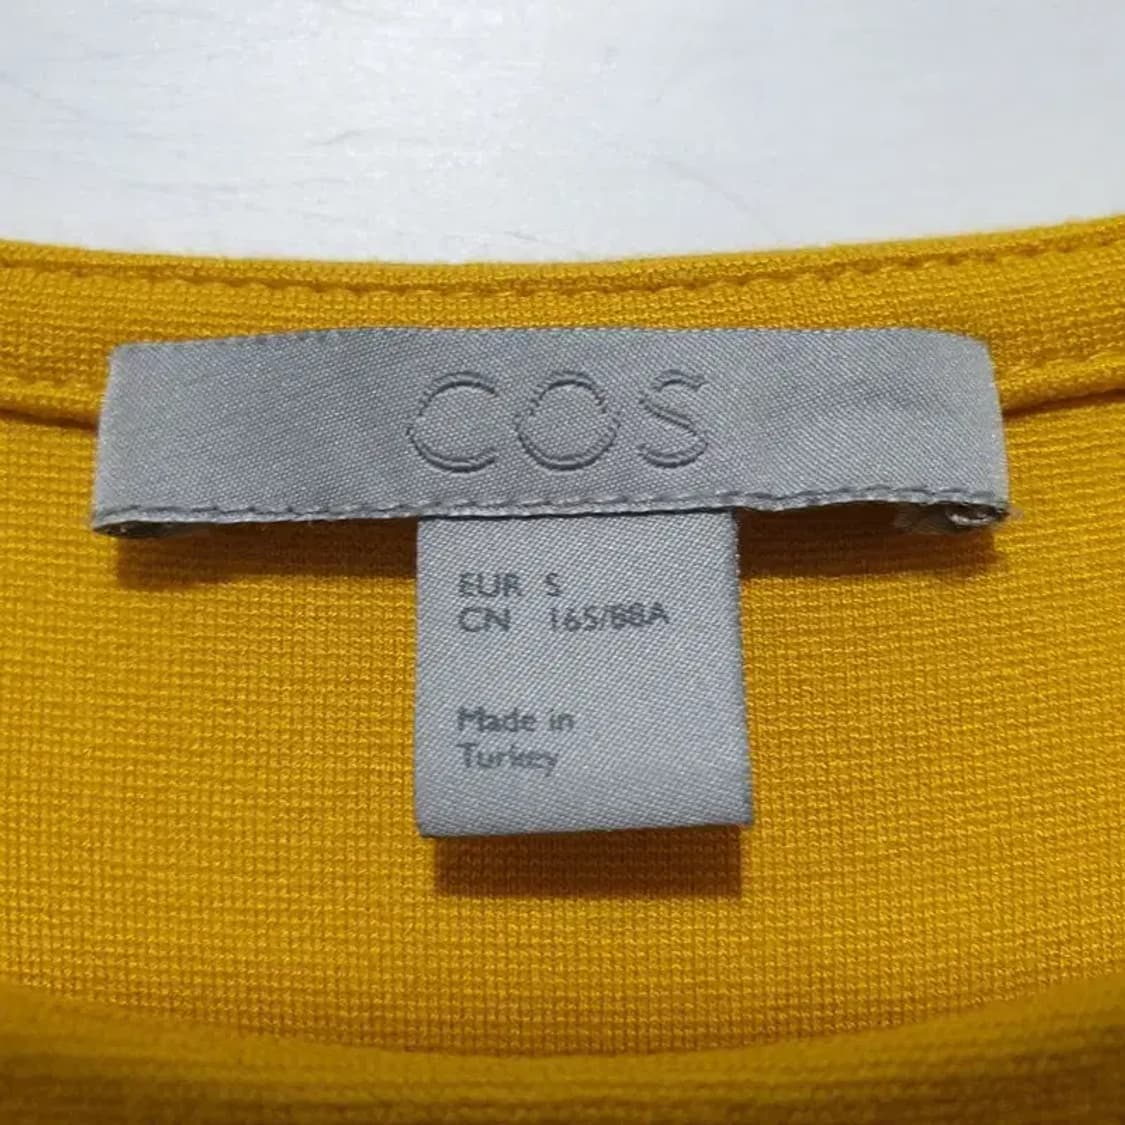 COS
EUR S
CN 165/88A
Made in
Turkey